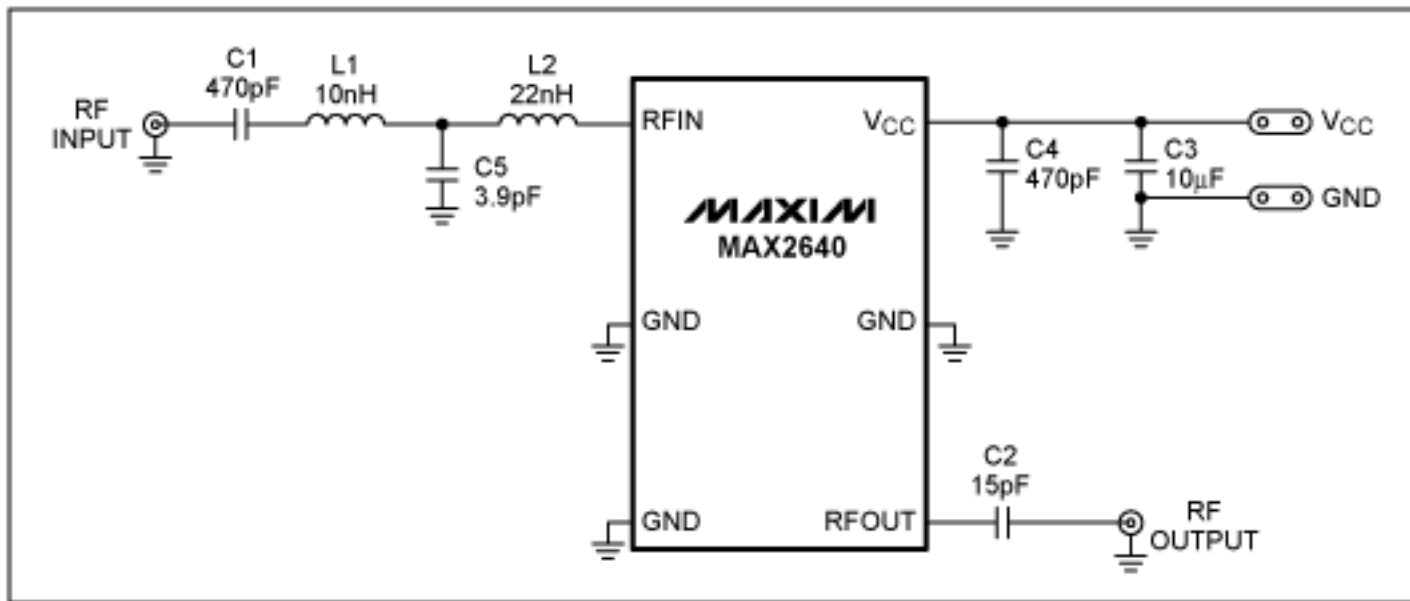 C1
470pF
L1
10nH
L2
22nH
RF
INPUT
C5
3.9pF
RFIN
VCC
MAXIM
MAX2640
GND
GND
GND
RFOUT
C4
470pF
C3
10µF
VCC
GND
C2
15pF
RF
OUTPUT